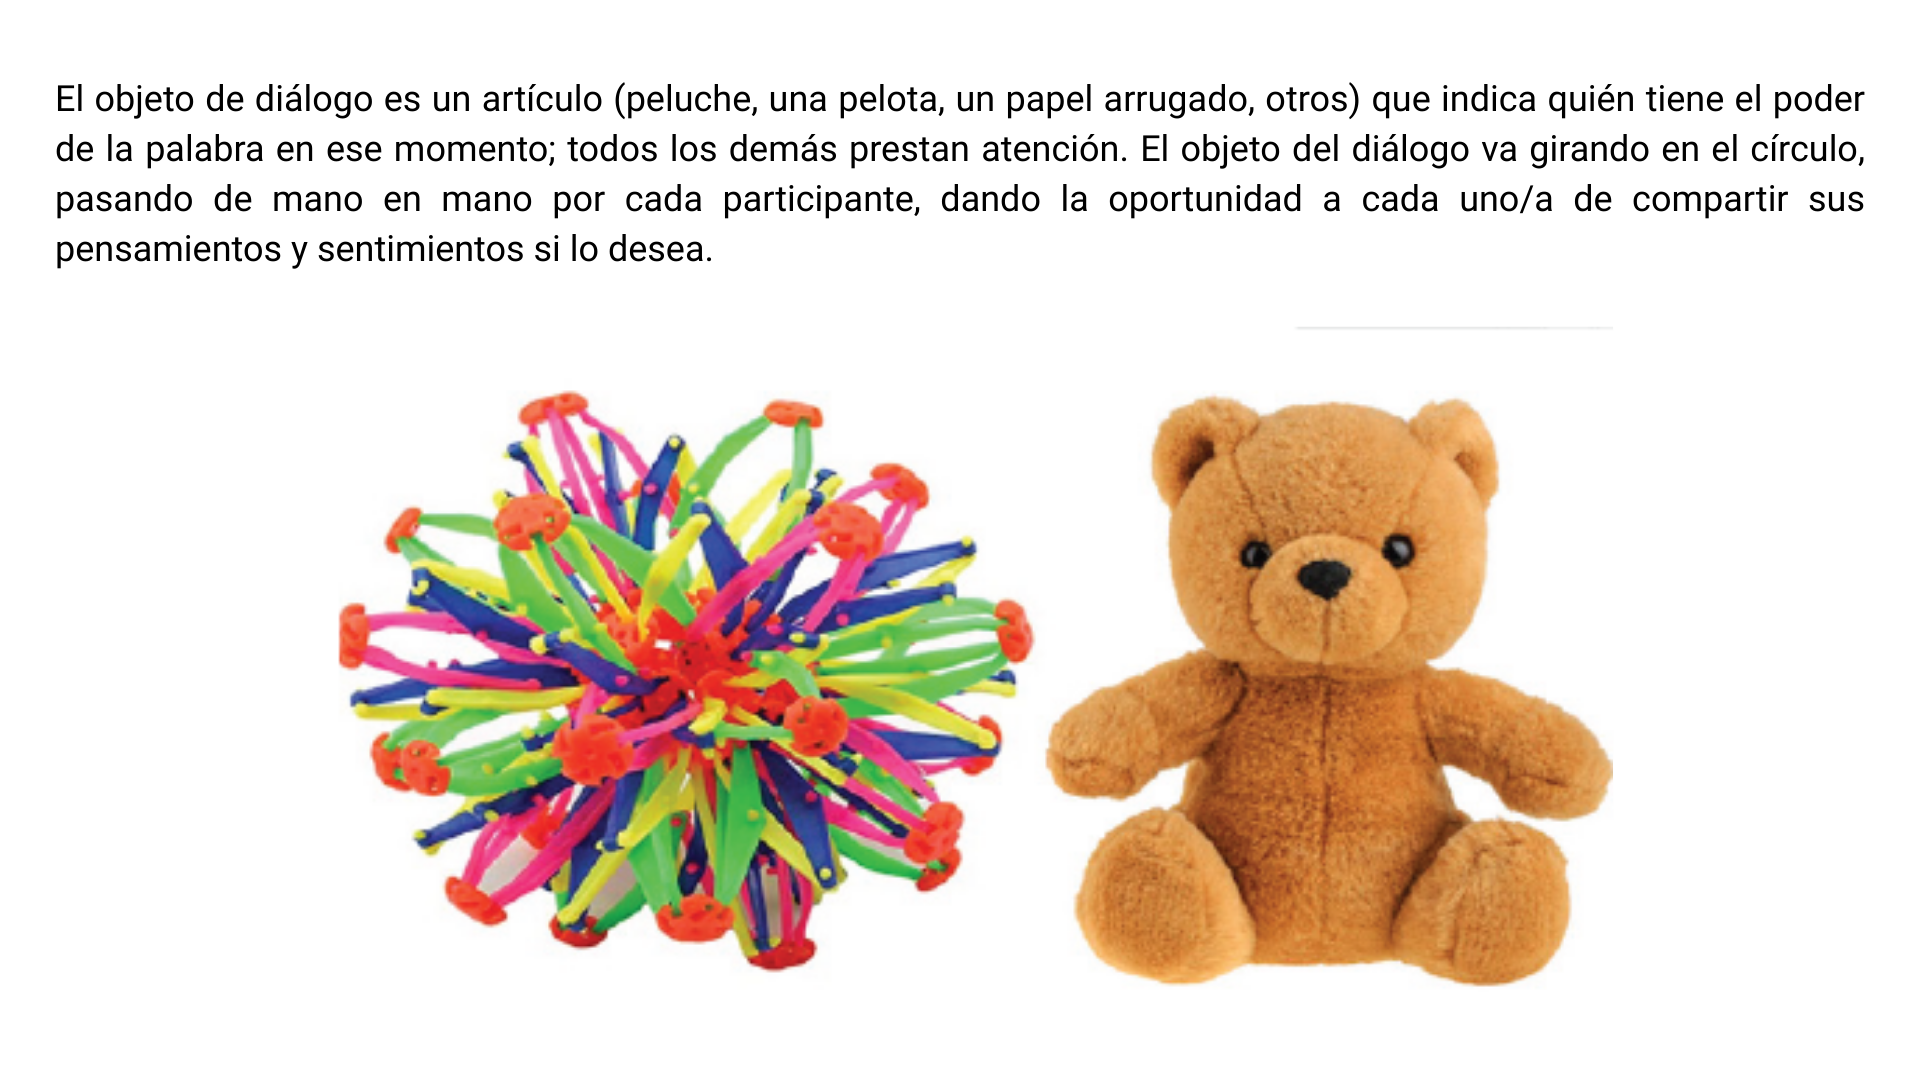 El objeto de diálogo es un artículo (peluche, una pelota, un papel arrugado, otros) que indica quién tiene el poder
de la palabra en ese momento; todos los demás prestan atención. El objeto del diálogo va girando en el círculo,
pasando de mano en mano por cada participante, dando la oportunidad a cada uno/a de compartir sus
pensamientos y sentimientos si lo desea.